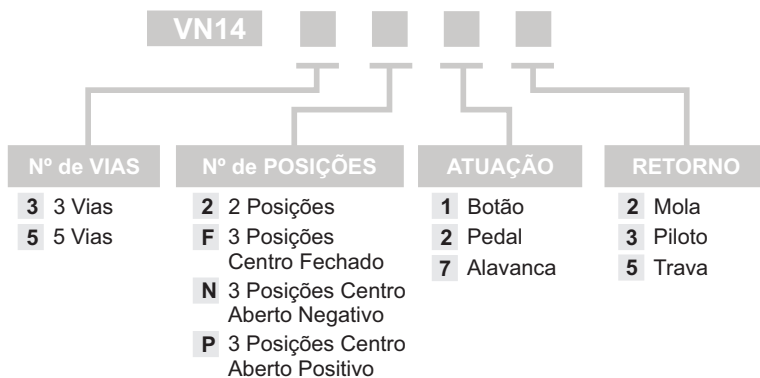 VN14
Nº de VIAS
3 3 Vias
5 5 Vias
Nº de POSIÇÕES
2 2 Posições
F 3 Posições
Centro Fechado
N 3 Posições Centro
Aberto Negativo
P 3 Posições Centro
Aberto Positivo
ATUAÇÃO
1 Botão
2 Pedal
7 Alavanca
RETORNO
2 Mola
3 Piloto
5 Trava